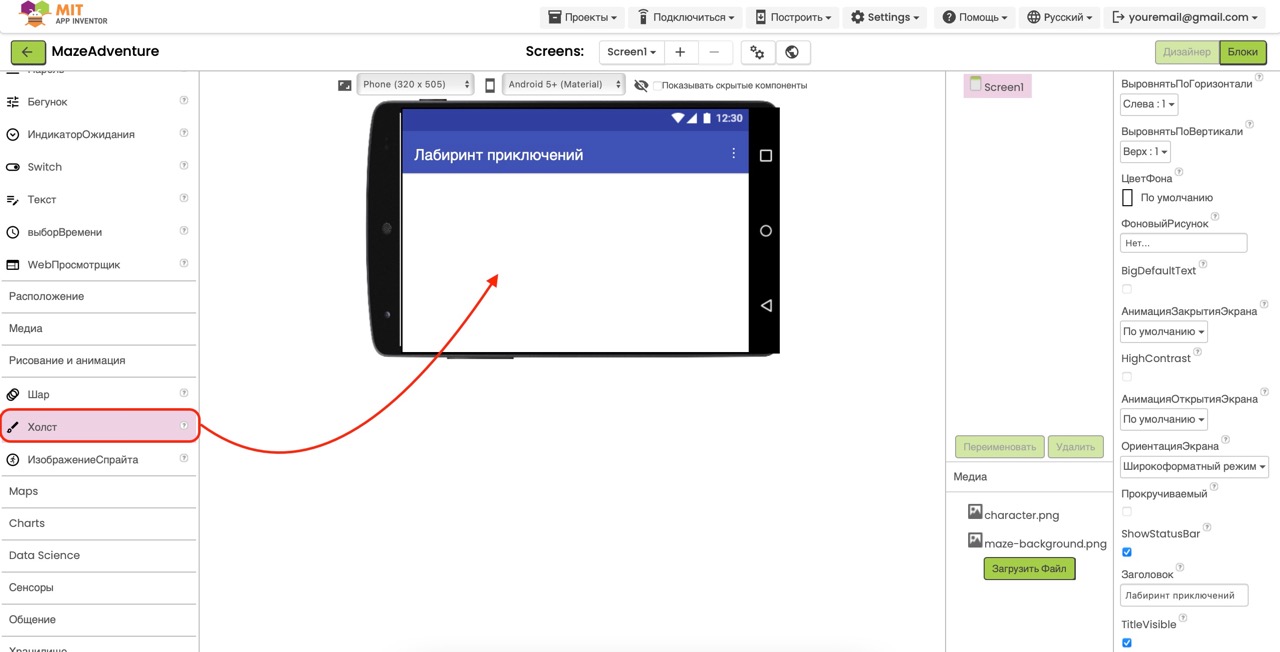 MIT
APP INVENTOR
Проекты
Подключиться
Построить
Settings
Помощь
Русский
youremail@gmail.com
MazeAdventure
Screens:
Screen1
Дизайнер
Блоки
Пароль
Бегунок
ИндикаторОжидания
Switch
Текст
выборВремени
WebПросмотрщик
Расположение
Медиа
Рисование и анимация
Шар
Холст
ИзображениеСпрайта
Maps
Charts
Data Science
Сенсоры
Общение
Хранилище
Phone (320 x 505)
Android 5+ (Material)
Показывать скрытые компоненты
12:30
Лабиринт приключений
Screen1
Переименовать
Удалить
Медиа
character.png
maze-background.png
Загрузить Файл
ВыровнятьПоГоризонтали
Слева : 1
ВыровнятьПоВертикали
Верх : 1
ЦветФона
По умолчанию
ФоновыйРисунок
Нет...
BigDefaultText
АнимацияЗакрытияЭкрана
По умолчанию
HighContrast
АнимацияОткрытияЭкрана
По умолчанию
ОриентацияЭкрана
Широкоформатный режим
Прокручиваемый
ShowStatusBar
Заголовок
Лабиринт приключений
TitleVisible